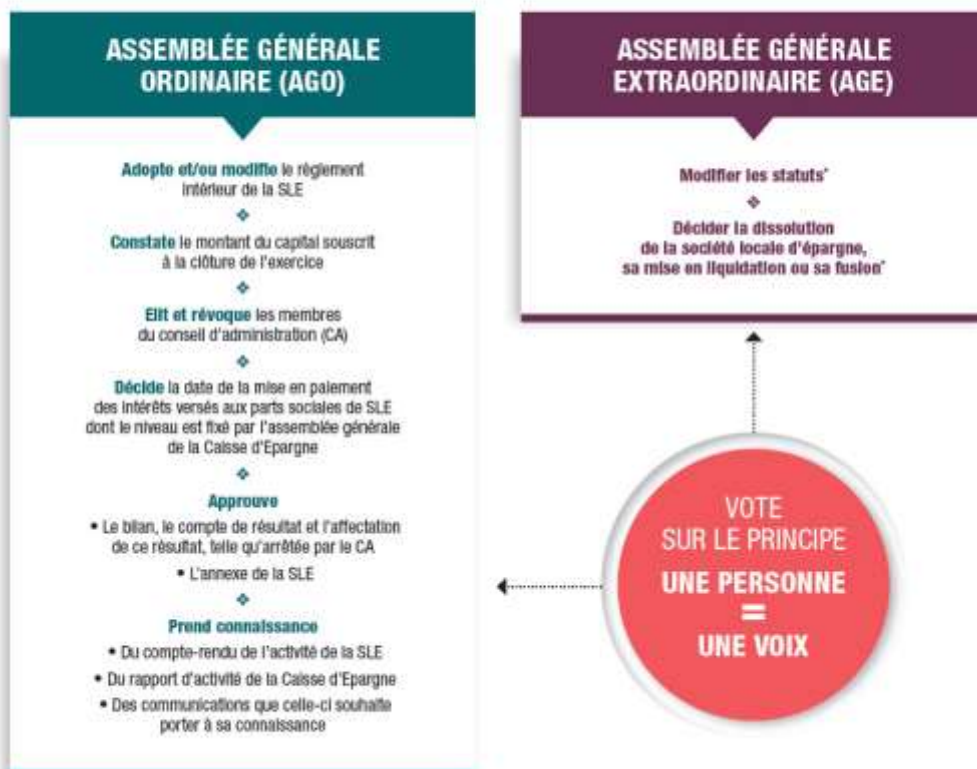 ASSEMBLÉE GÉNÉRALE
ORDINAIRE (AGO)
Adopte et/ou modifie le règlement
intérieur de la SLE
Constate le montant du capital souscrit
à la clôture de l'exercice
Elit et révoque les membres
du conseil d'administration (CA)
Décide la date de la mise en paiement
des intérêts versés aux parts sociales de SLE
dont le niveau est fixé par l'assemblée générale
de la Caisse d'Epargne
Approuve
• Le bilan, le compte de résultat et l'affectation
de ce résultat, telle qu'arrêtée par le CA
• L'annexe de la SLE
Prend connaissance
• Du compte-rendu de l'activité de la SLE
• Du rapport d'activité de la Caisse d'Epargne
• Des communications que celle-ci souhaite
porter à sa connaissance
ASSEMBLÉE GÉNÉRALE
EXTRAORDINAIRE (AGE)
Modifier les statuts*
Décider la dissolution
de la société locale d'épargne,
sa mise en liquidation ou sa fusion*
VOTE
SUR LE PRINCIPE
UNE PERSONNE
=
UNE VOIX